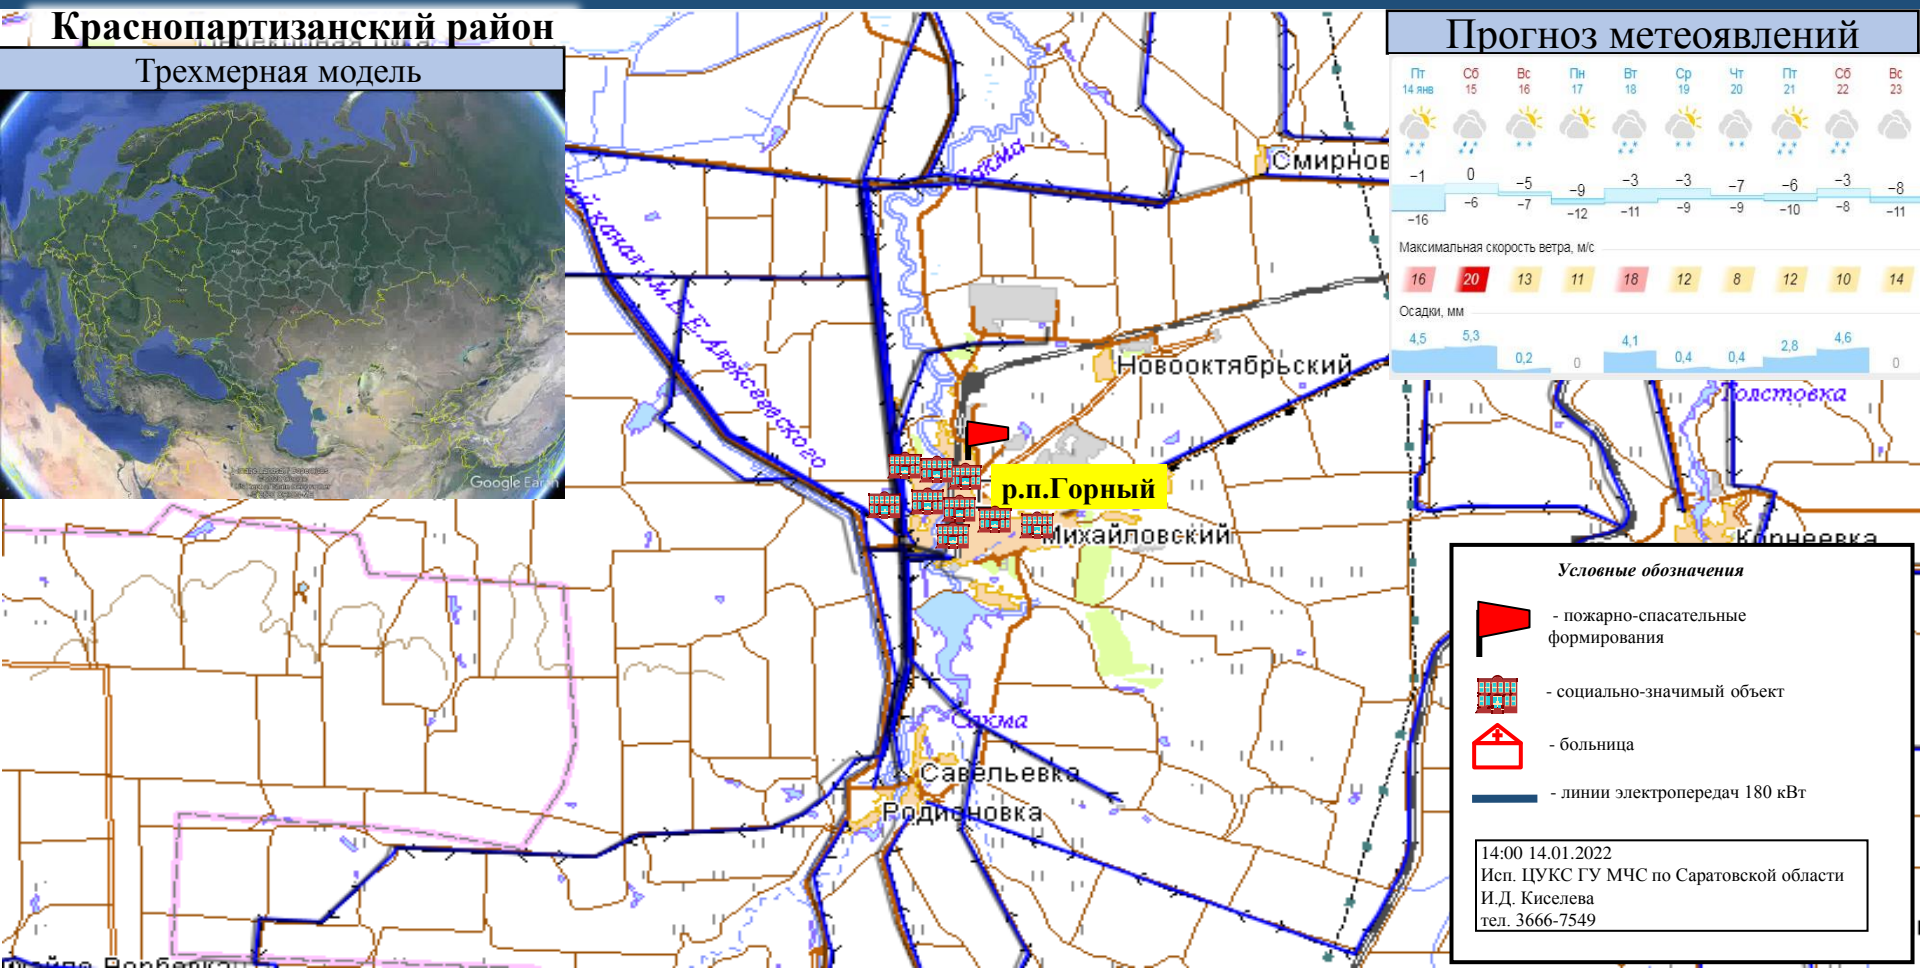 Краснопартизанский район
Трехмерная модель
Google Earth
Прогноз метеоявлений
Пт Сб Вс Пн Вт Ср Чт Пт Сб Вс
14 янв 15 16 17 18 19 20 21 22 23
−1 0 −5 −9 −3 −3 −7 −6 −3 −8
−16 −6 −7 −12 −11 −9 −9 −10 −8 −11
Максимальная скорость ветра, м/с
16 20 13 11 18 12 8 12 10 14
Осадки, мм
4,5 5,3 0,2 0 4,1 0,4 0,4 2,8 4,6 0
Сакма
Смирнов
канал им.Е.Е.Алексеевского
Новооктябрьский
Толстовка
р.п.Горный
Михайловский
Корнеевка
Сакма
Савельевка
Родионовка
Условные обозначения
- пожарно-спасательные
формирования
- социально-значимый объект
- больница
- линии электропередач 180 кВт
14:00 14.01.2022
Исп. ЦУКС ГУ МЧС по Саратовской области
И.Д. Киселева
тел. 3666-7549